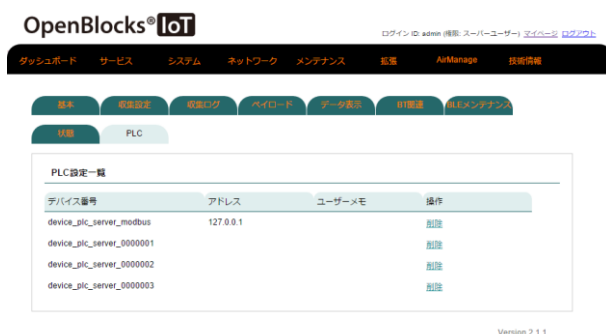 OpenBlocks® IoT
ログイン ID: admin (権限: スーパーユーザー) マイページ ログアウト
ダッシュボード サービス システム ネットワーク メンテナンス 拡張 AirManage 技術情報
基本 収集設定 収集ログ ペイロード データ表示 BT関連 BLEメンテナンス
状態 PLC
PLC設定一覧
デバイス番号 アドレス ユーザーメモ 操作
device_plc_server_modbus 127.0.0.1 削除
device_plc_server_0000001 削除
device_plc_server_0000002 削除
device_plc_server_0000003 削除
Version 2.1.1